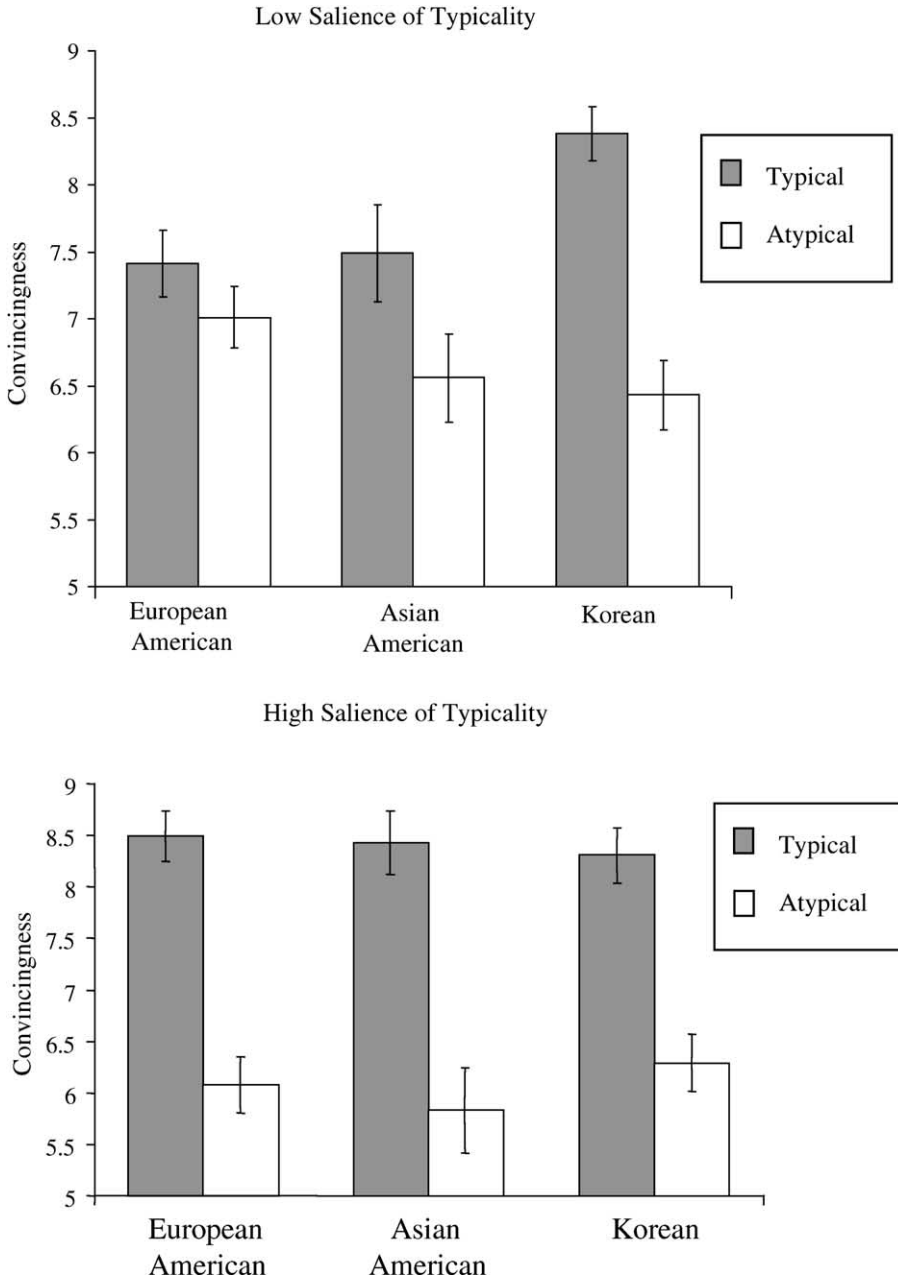 Low Salience of Typicality
9
8.5
8
7.5
7
6.5
6
5.5
5
Convincingness
Typical
Atypical
European
American
Asian
American
Korean
High Salience of Typicality
9
8.5
8
7.5
7
6.5
6
5.5
5
Convincingness
Typical
Atypical
European
American
Asian
American
Korean